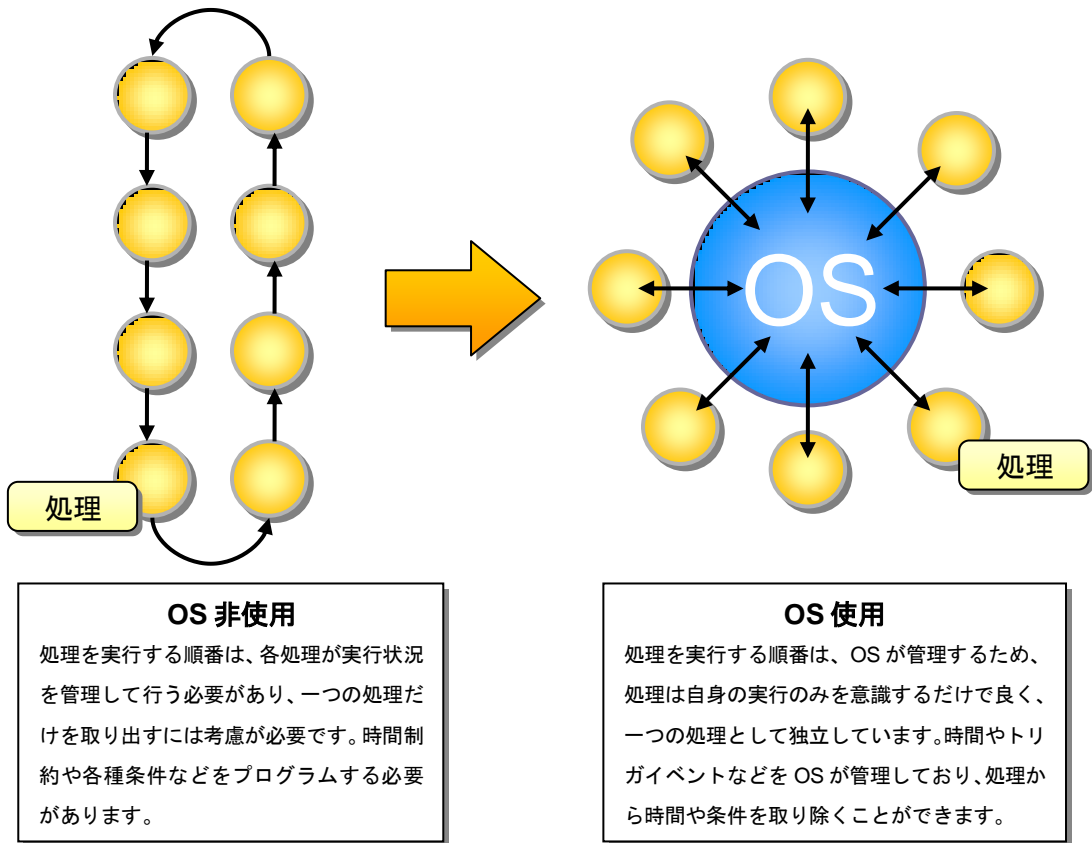 OS
処理
処理
OS 非使用
処理を実行する順番は、各処理が実行状況
を管理して行う必要があり、一つの処理だ
けを取り出すには考慮が必要です。時間制
約や各種条件などをプログラムする必要
があります。
OS 使用
処理を実行する順番は、OS が管理するため、
処理は自身の実行のみを意識するだけで良く、
一つの処理として独立しています。時間やトリ
ガイベントなどを OS が管理しており、処理か
ら時間や条件を取り除くことができます。